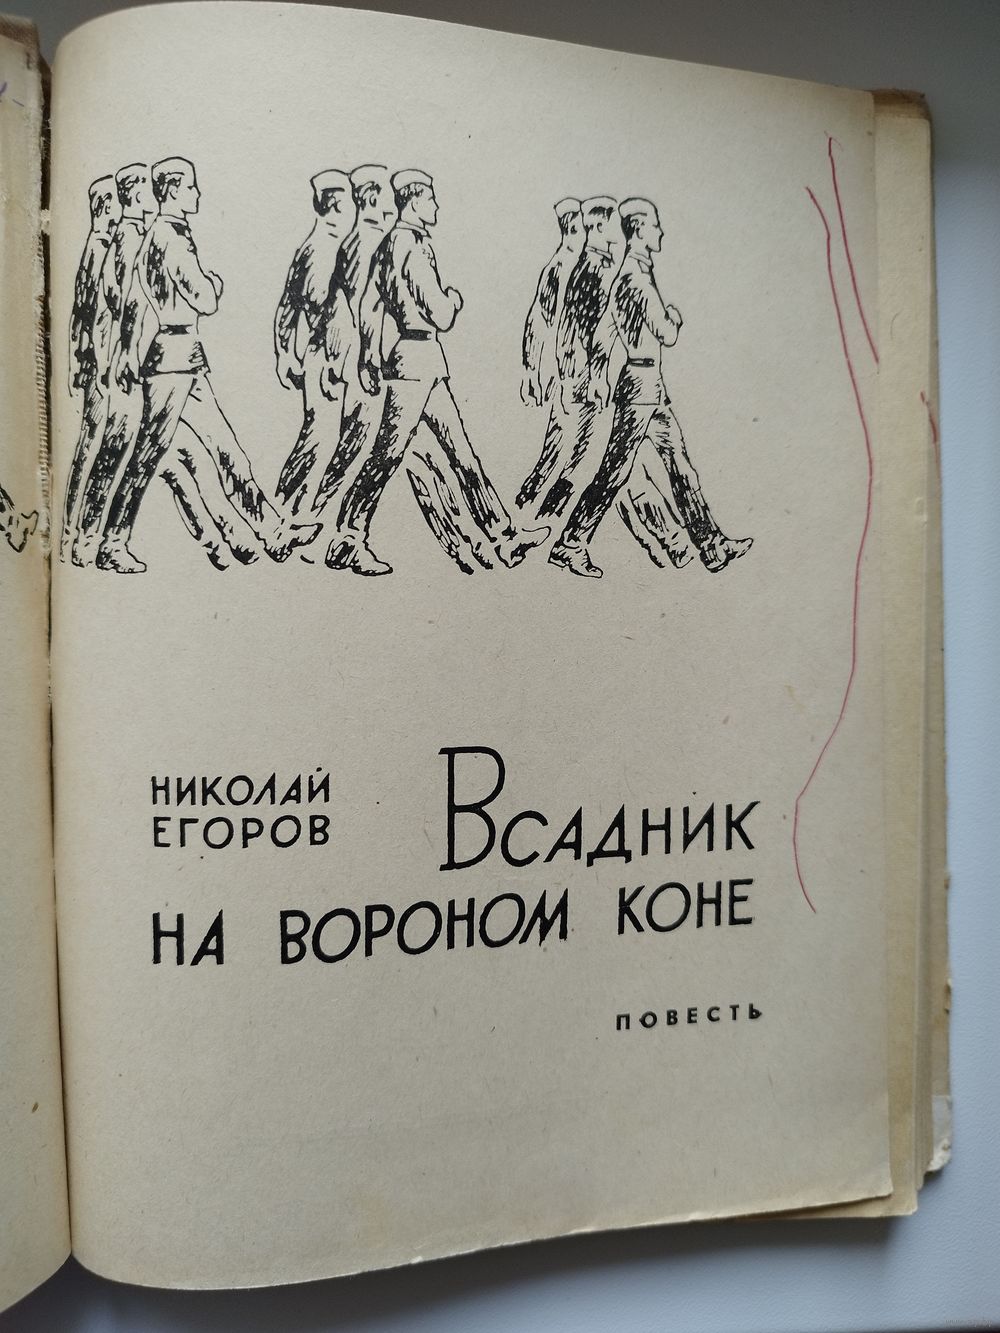 НИКОЛАЙ
ЕГОРОВ
ВСАДНИК
НА ВОРОНОМ КОНЕ
ПОВЕСТЬ